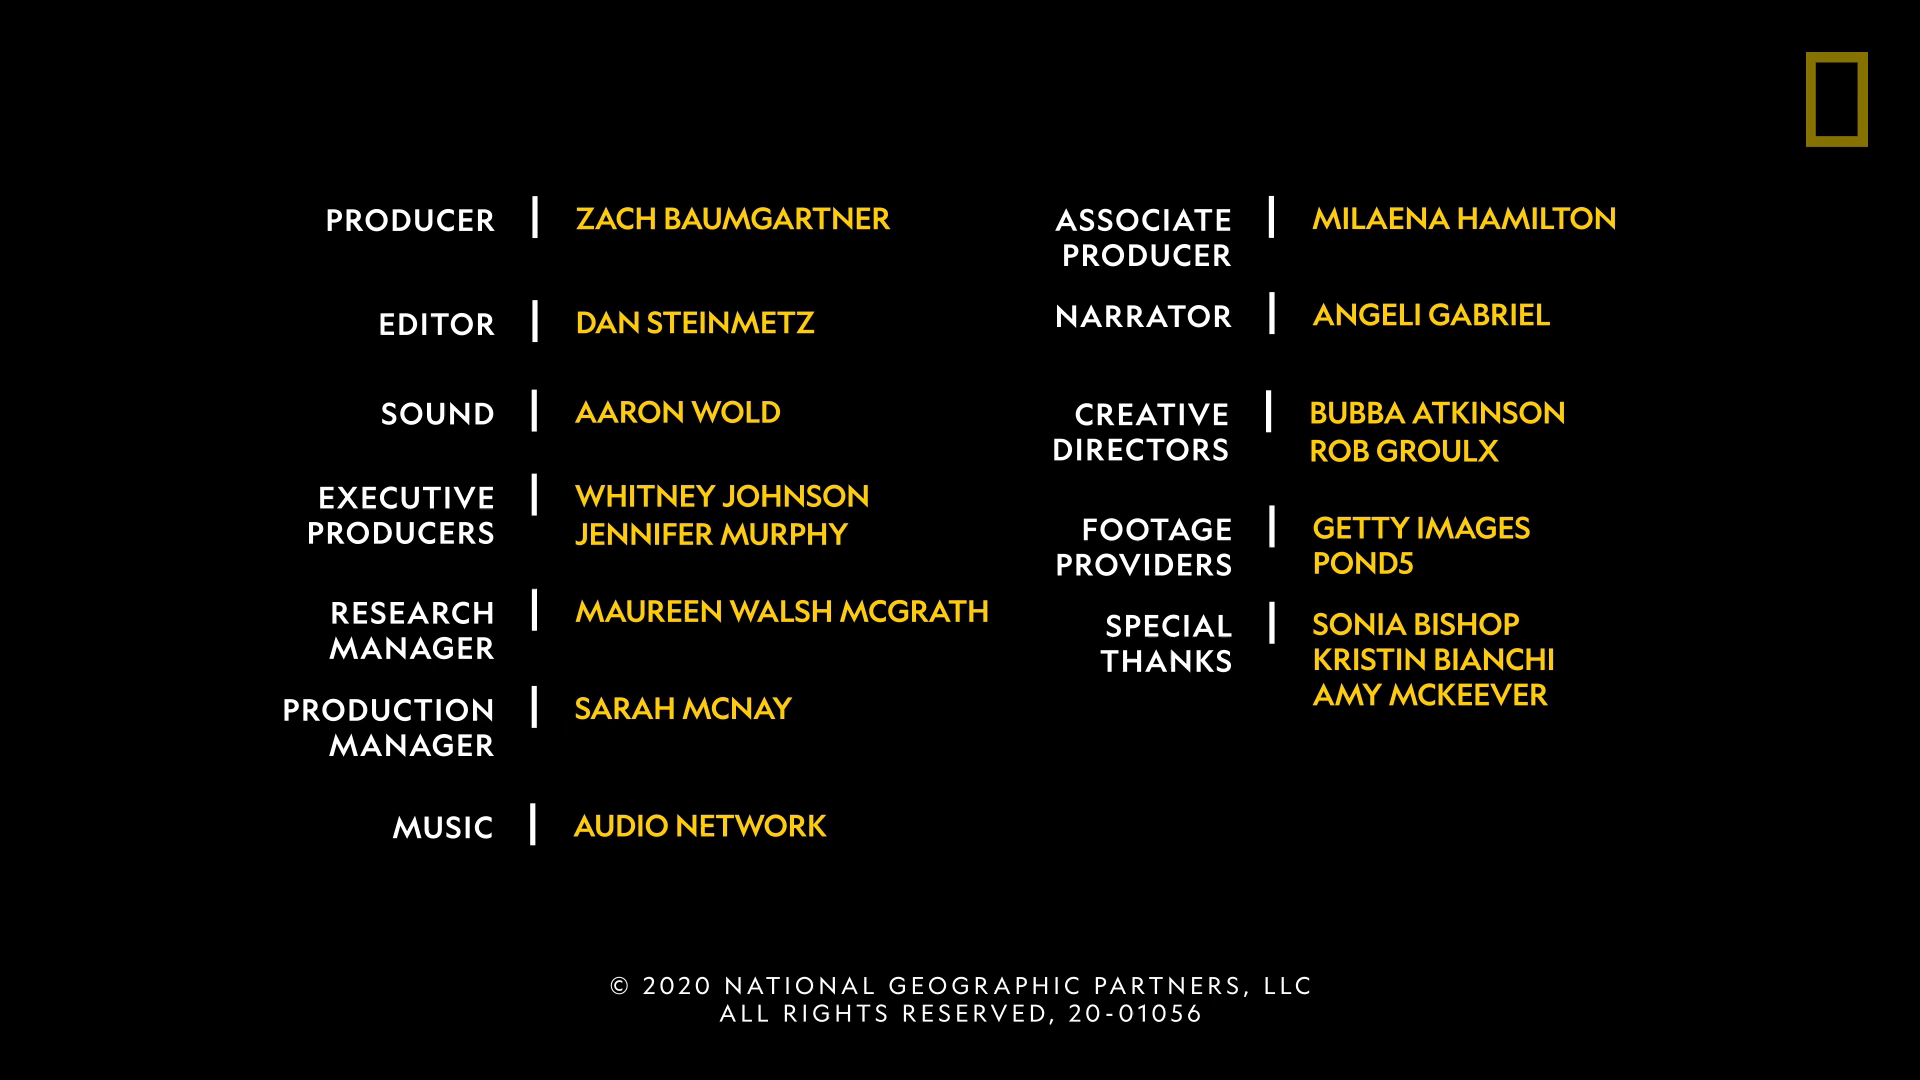 PRODUCER | ZACH BAUMGARTNER
EDITOR | DAN STEINMETZ
SOUND | AARON WOLD
EXECUTIVE | WHITNEY JOHNSON
PRODUCERS JENNIFER MURPHY
RESEARCH | MAUREEN WALSH MCGRATH
MANAGER
PRODUCTION | SARAH MCNAY
MANAGER
MUSIC | AUDIO NETWORK
ASSOCIATE | MILAENA HAMILTON
PRODUCER
NARRATOR | ANGELI GABRIEL
CREATIVE | BUBBA ATKINSON
DIRECTORS ROB GROULX
FOOTAGE | GETTY IMAGES
PROVIDERS POND5
SPECIAL | SONIA BISHOP
THANKS KRISTIN BIANCHI
AMY MCKEEVER
© 2020 NATIONAL GEOGRAPHIC PARTNERS, LLC
ALL RIGHTS RESERVED, 20-01056